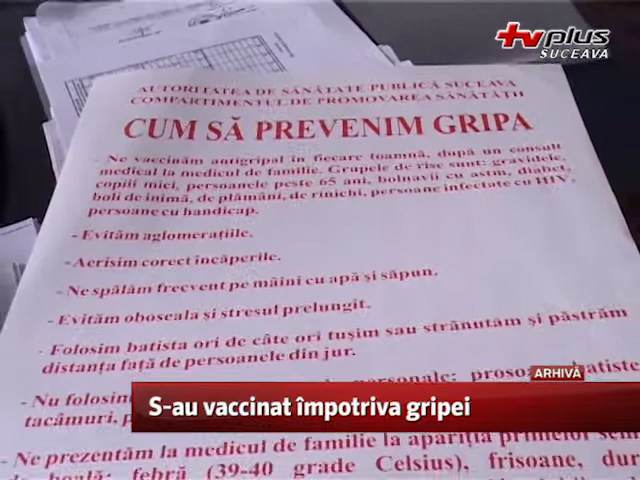 tvplus
SUCEAVA
AUTORITATEA DE SĂNĂTATE PUBLICĂ SUCEAVA
COMPARTIMENTUL DE PROMOVAREA SĂNĂTĂȚII
CUM SĂ PREVENIM GRIPA
- Ne vaccinăm antigripal în fiecare toamnă, după un consult
medical la medicul de familie. Grupele de risc sunt: gravidele,
copiii mici, persoanele peste 65 ani, bolnavii cu astm, diabet,
boli de inimă, de plămâni, de rinichi, persoane infectate cu HIV,
persoane cu handicap.
- Evităm aglomerațiile.
- Aerisim corect încăperile.
- Ne spălăm frecvent pe mâini cu apă și săpun.
- Evităm oboseala și stresul prelungit.
- Folosim batista ori de câte ori tușim sau strănutăm și păstrăm
distanța față de persoanele din jur.
- Nu folosim personale: batiste,
tacâmuri,
ARHIVĂ
S-au vaccinat împotriva gripei
- Ne prezentăm la medicul de familie la apariția primelor
de boală: febră (39-40 grade Celsius), frisoane,